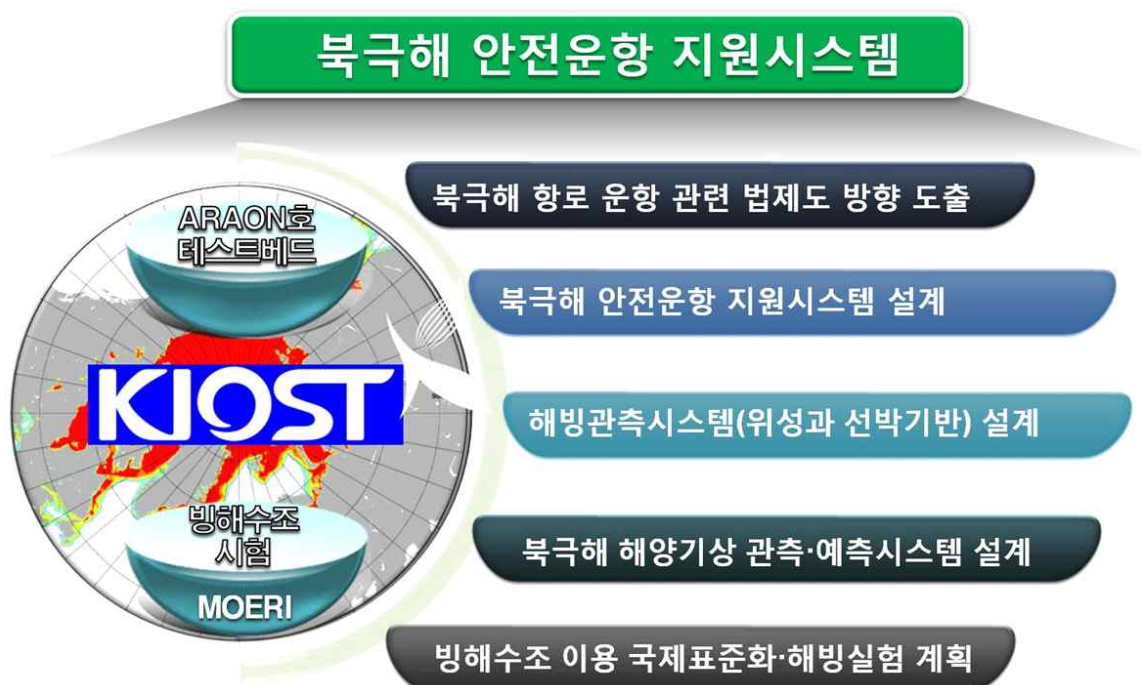 북극해 안전운항 지원시스템
ARAON호
테스트베드
KIOST
빙해수조
시험
MOERI
북극해 항로 운항 관련 법제도 방향 도출
북극해 안전운항 지원시스템 설계
해빙관측시스템(위성과 선박기반) 설계
북극해 해양기상 관측·예측시스템 설계
빙해수조 이용 국제표준화·해빙실험 계획